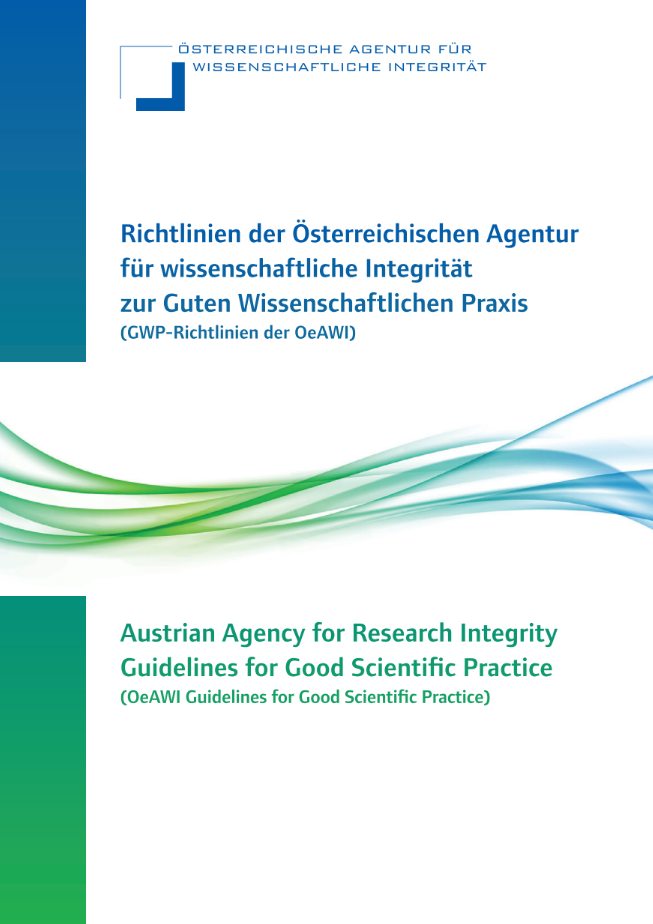 ÖSTERREICHISCHE AGENTUR FÜR
WISSENSCHAFTLICHE INTEGRITÄT
Richtlinien der Österreichischen Agentur
für wissenschaftliche Integrität
zur Guten Wissenschaftlichen Praxis
(GWP-Richtlinien der OeAWI)
Austrian Agency for Research Integrity
Guidelines for Good Scientific Practice
(OeAWI Guidelines for Good Scientific Practice)